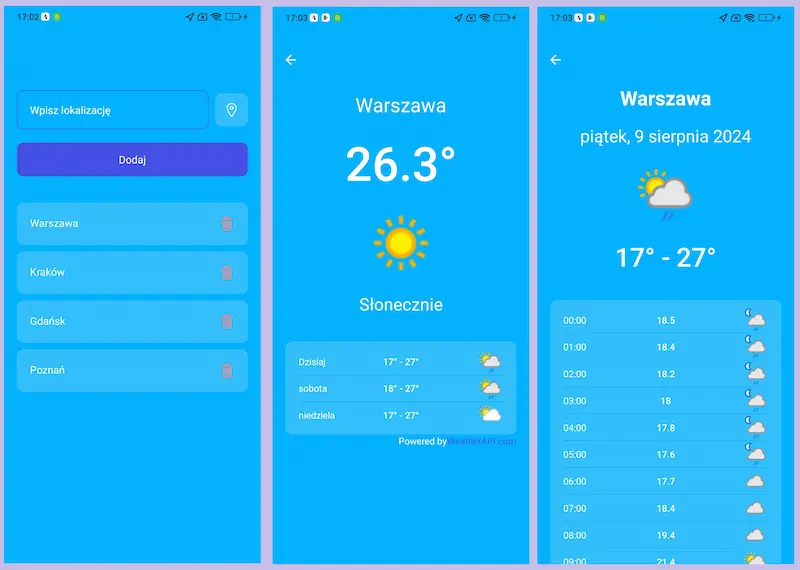 17:02
Wpisz lokalizację
Dodaj
Warszawa
Kraków
Gdańsk
Poznań
17:03
Warszawa
26.3°
Słonecznie
Dzisiaj 17° - 27°
sobota 18° - 27°
niedziela 17° - 27°
Powered by WeatherAPI.com
17:03
Warszawa
piątek, 9 sierpnia 2024
17° - 27°
00:00 18.5
01:00 18.4
02:00 18.2
03:00 18
04:00 17.8
05:00 17.6
06:00 17.7
07:00 18.4
08:00 19.4
09:00 21.4